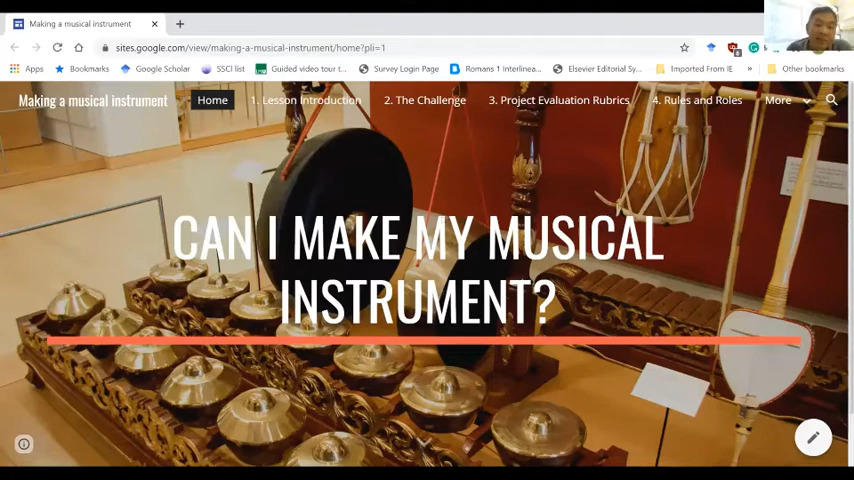 Making a musical instrument
sites.google.com/view/making-a-musical-instrument/home?pli=1
Apps Bookmarks Google Scholar SSCI list Guided video tour t... Survey Login Page Romans 1 Interlinea... Elsevier Editorial Sy... Imported From IE » Other bookmarks
Making a musical instrument Home 1. Lesson Introduction 2. The Challenge 3. Project Evaluation Rubrics 4. Rules and Roles More
CAN I MAKE MY MUSICAL
INSTRUMENT?